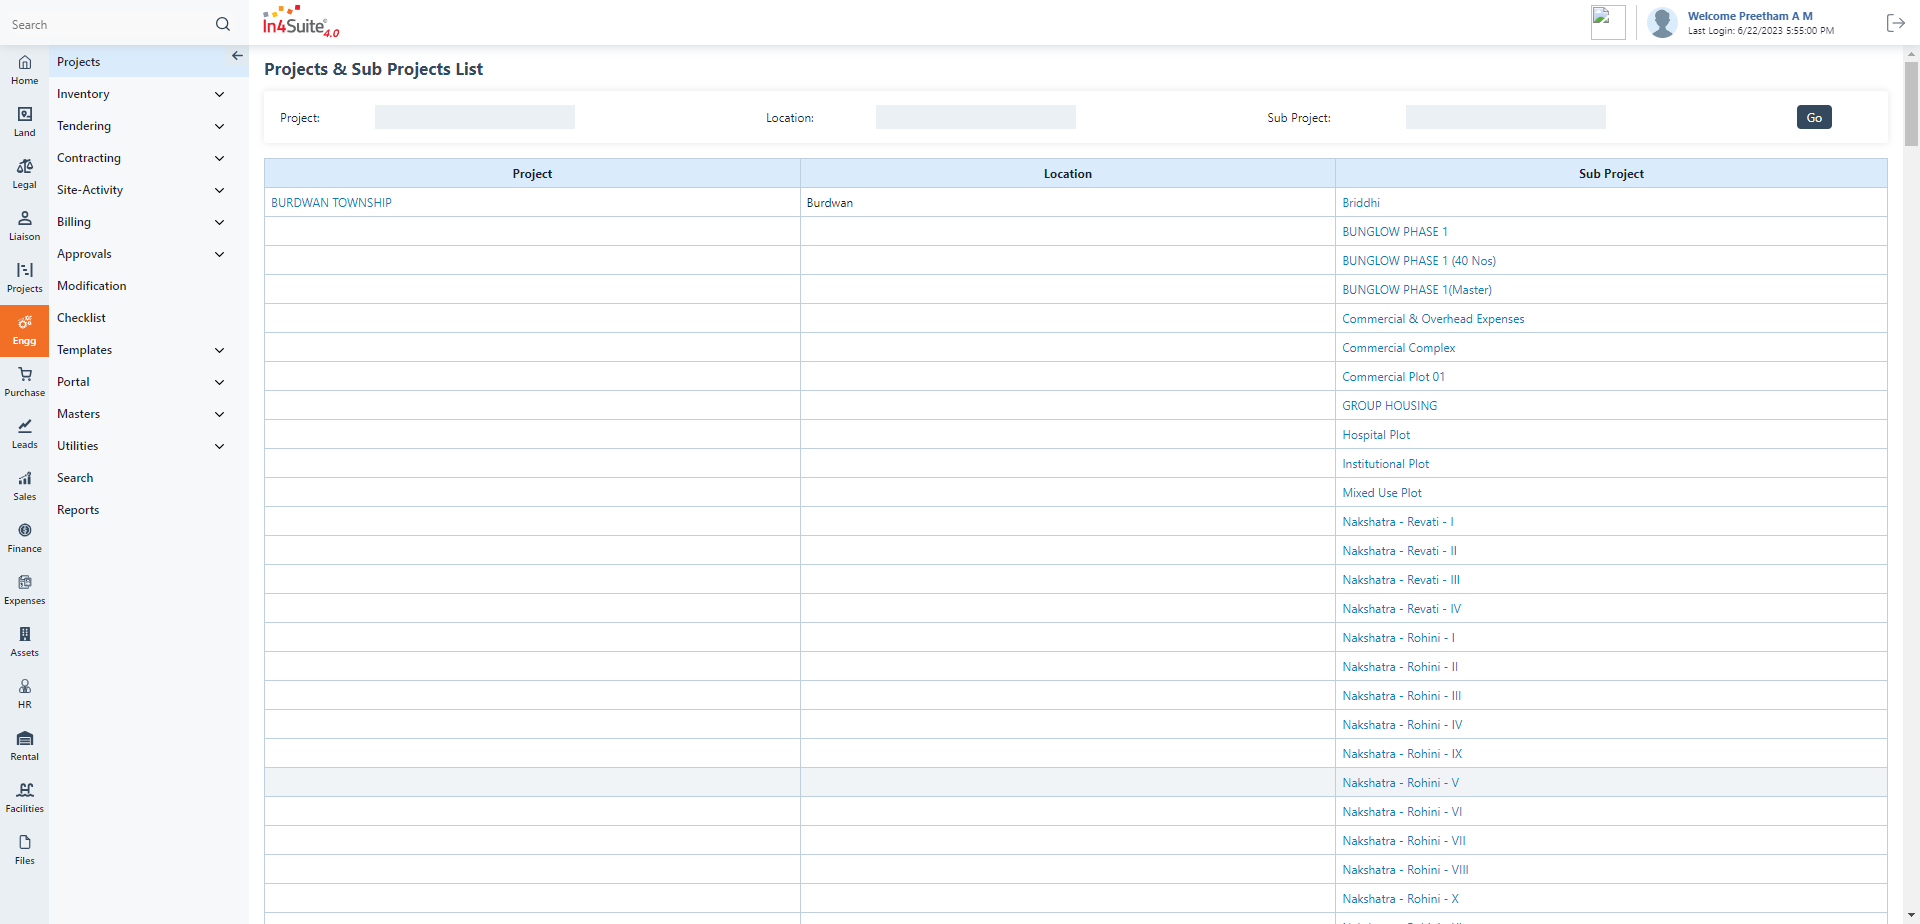 Search
In4Suite® 4.0
Welcome Preetham A M
Last Login: 6/22/2023 5:55:00 PM
Home
Land
Legal
Liaison
Projects
Engg
Purchase
Leads
Sales
Finance
Expenses
Assets
HR
Rental
Facilities
Files
Projects
Inventory
Tendering
Contracting
Site-Activity
Billing
Approvals
Modification
Checklist
Templates
Portal
Masters
Utilities
Search
Reports
Projects & Sub Projects List
Project: Location: Sub Project: Go
Project Location Sub Project
BURDWAN TOWNSHIP Burdwan Briddhi
BUNGLOW PHASE 1
BUNGLOW PHASE 1 (40 Nos)
BUNGLOW PHASE 1(Master)
Commercial & Overhead Expenses
Commercial Complex
Commercial Plot 01
GROUP HOUSING
Hospital Plot
Institutional Plot
Mixed Use Plot
Nakshatra - Revati - I
Nakshatra - Revati - II
Nakshatra - Revati - III
Nakshatra - Revati - IV
Nakshatra - Rohini - I
Nakshatra - Rohini - II
Nakshatra - Rohini - III
Nakshatra - Rohini - IV
Nakshatra - Rohini - IX
Nakshatra - Rohini - V
Nakshatra - Rohini - VI
Nakshatra - Rohini - VII
Nakshatra - Rohini - VIII
Nakshatra - Rohini - X